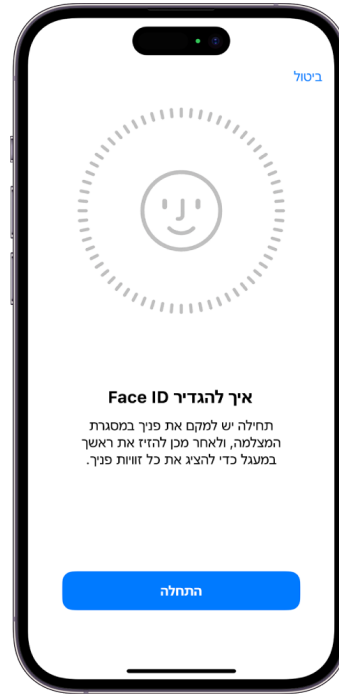 ביטול
איך להגדיר Face ID
תחילה יש למקם את פניך במסגרת
המצלמה, ולאחר מכן להזיז את ראשך
במעגל כדי להציג את כל זוויות פניך.
התחלה